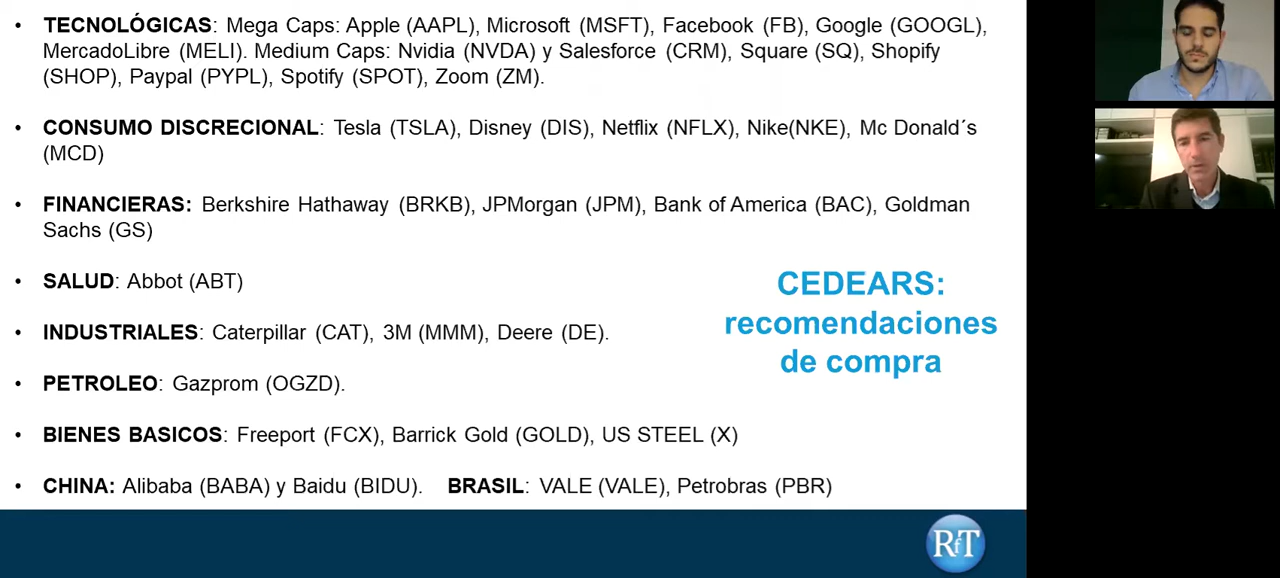 • TECNOLÓGICAS: Mega Caps: Apple (AAPL), Microsoft (MSFT), Facebook (FB), Google (GOOGL),
MercadoLibre (MELI). Medium Caps: Nvidia (NVDA) y Salesforce (CRM), Square (SQ), Shopify
(SHOP), Paypal (PYPL), Spotify (SPOT), Zoom (ZM).
• CONSUMO DISCRECIONAL: Tesla (TSLA), Disney (DIS), Netflix (NFLX), Nike(NKE), Mc Donald´s
(MCD)
• FINANCIERAS: Berkshire Hathaway (BRKB), JPMorgan (JPM), Bank of America (BAC), Goldman
Sachs (GS)
• SALUD: Abbot (ABT)
• INDUSTRIALES: Caterpillar (CAT), 3M (MMM), Deere (DE).
• PETROLEO: Gazprom (OGZD).
• BIENES BASICOS: Freeport (FCX), Barrick Gold (GOLD), US STEEL (X)
• CHINA: Alibaba (BABA) y Baidu (BIDU). BRASIL: VALE (VALE), Petrobras (PBR)
CEDEARS:
recomendaciones
de compra
RfT